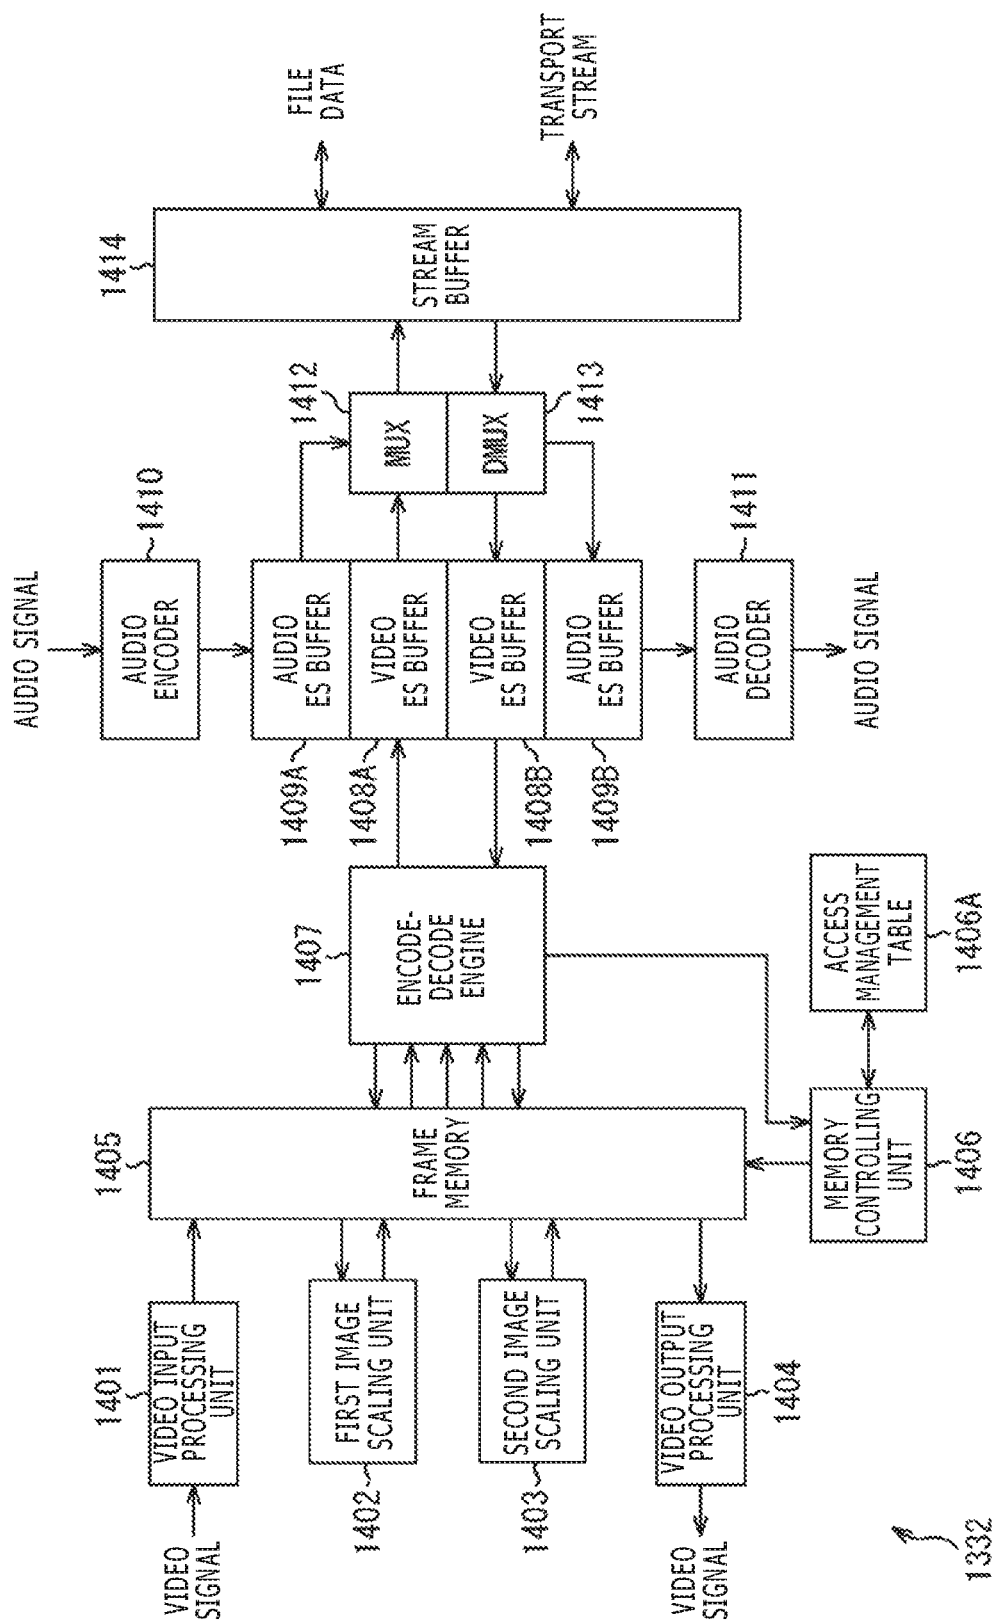 VIDEO
SIGNAL
1401
VIDEO INPUT
PROCESSING
UNIT
1402
FIRST IMAGE
SCALING UNIT
1403
SECOND IMAGE
SCALING UNIT
1404
VIDEO OUTPUT
PROCESSING
UNIT
VIDEO
SIGNAL
1405
FRAME
MEMORY
1406
MEMORY
CONTROLLING
UNIT
1406A
ACCESS
MANAGEMENT
TABLE
1407
ENCODE-
DECODE
ENGINE
AUDIO SIGNAL
1410
AUDIO
ENCODER
1409A
AUDIO
ES BUFFER
1408A
VIDEO
ES BUFFER
1408B
VIDEO
ES BUFFER
1409B
AUDIO
ES BUFFER
1411
AUDIO
DECODER
AUDIO SIGNAL
1412
MUX
1413
DMUX
1414
STREAM
BUFFER
FILE
DATA
TRANSPORT
STREAM
1332